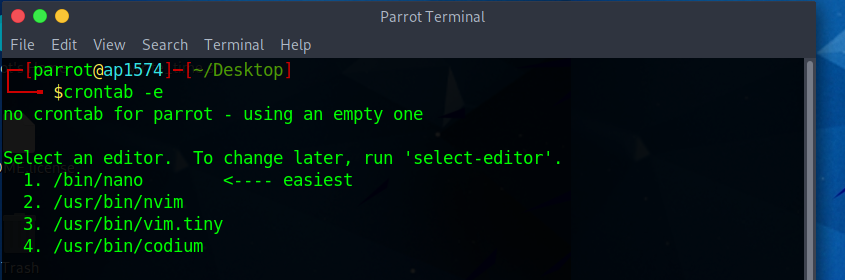 Parrot Terminal
File Edit View Search Terminal Help
[parrot@ap1574]─[~/Desktop]
$crontab -e
no crontab for parrot - using an empty one
Select an editor.  To change later, run 'select-editor'.
1. /bin/nano        <---- easiest
2. /usr/bin/nvim
3. /usr/bin/vim.tiny
4. /usr/bin/codium
Trash